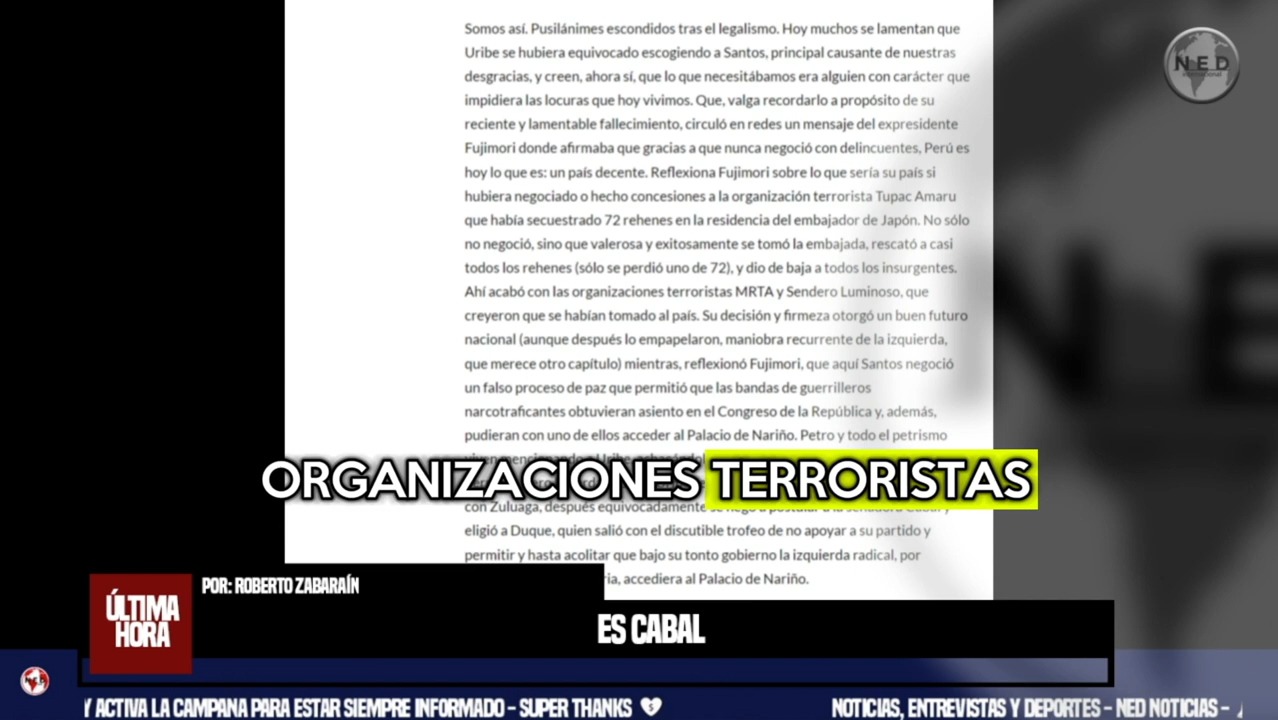 Somos así. Pusilánimes escondidos tras el legalismo. Hoy muchos se lamentan que
Uribe se hubiera equivocado escogiendo a Santos, principal causante de nuestras
desgracias, y creen, ahora sí, que lo que necesitábamos era alguien con carácter que
impidiera las locuras que hoy vivimos. Que, valga recordarlo a propósito de su
reciente y lamentable fallecimiento, circuló en redes un mensaje del expresidente
Fujimori donde afirmaba que gracias a que nunca negoció con delincuentes, Perú es
hoy lo que es: un país decente. Reflexiona Fujimori sobre lo que sería su país si
hubiera negociado o hecho concesiones a la organización terrorista Tupac Amaru
que había secuestrado 72 rehenes en la residencia del embajador de Japón. No sólo
no negoció, sino que valerosa y exitosamente se tomó la embajada, rescató a casi
todos los rehenes (sólo se perdió uno de 72), y dio de baja a todos los insurgentes.
Ahí acabó con las organizaciones terroristas MRTA y Sendero Luminoso, que
creyeron que se habían tomado al país. Su decisión y firmeza otorgó un buen futuro
nacional (aunque después lo empapelaron, maniobra recurrente de la izquierda,
que merece otro capítulo) mientras, reflexionó Fujimori, que aquí Santos negoció
un falso proceso de paz que permitió que las bandas de guerrilleros
narcotraficantes obtuvieran asiento en el Congreso de la República y, además,
pudieran con uno de ellos acceder al Palacio de Nariño. Petro y todo el petrismo
ORGANIZACIONES TERRORISTAS
con Zuluaga, después equivocadamente se negó a postular a la senadora Cabal y
eligió a Duque, quien salió con el discutible trofeo de no apoyar a su partido y
permitir y hasta acolitar que bajo su tonto gobierno la izquierda radical, por
ria, accediera al Palacio de Nariño.
NED
International
NE
POR: ROBERTO ZABARAÍN
ÚLTIMA
HORA
ES CABAL
Y ACTIVA LA CAMPANA PARA ESTAR SIEMPRE INFORMADO - SUPER THANKS
NOTICIAS, ENTREVISTAS Y DEPORTES - NED NOTICIAS -